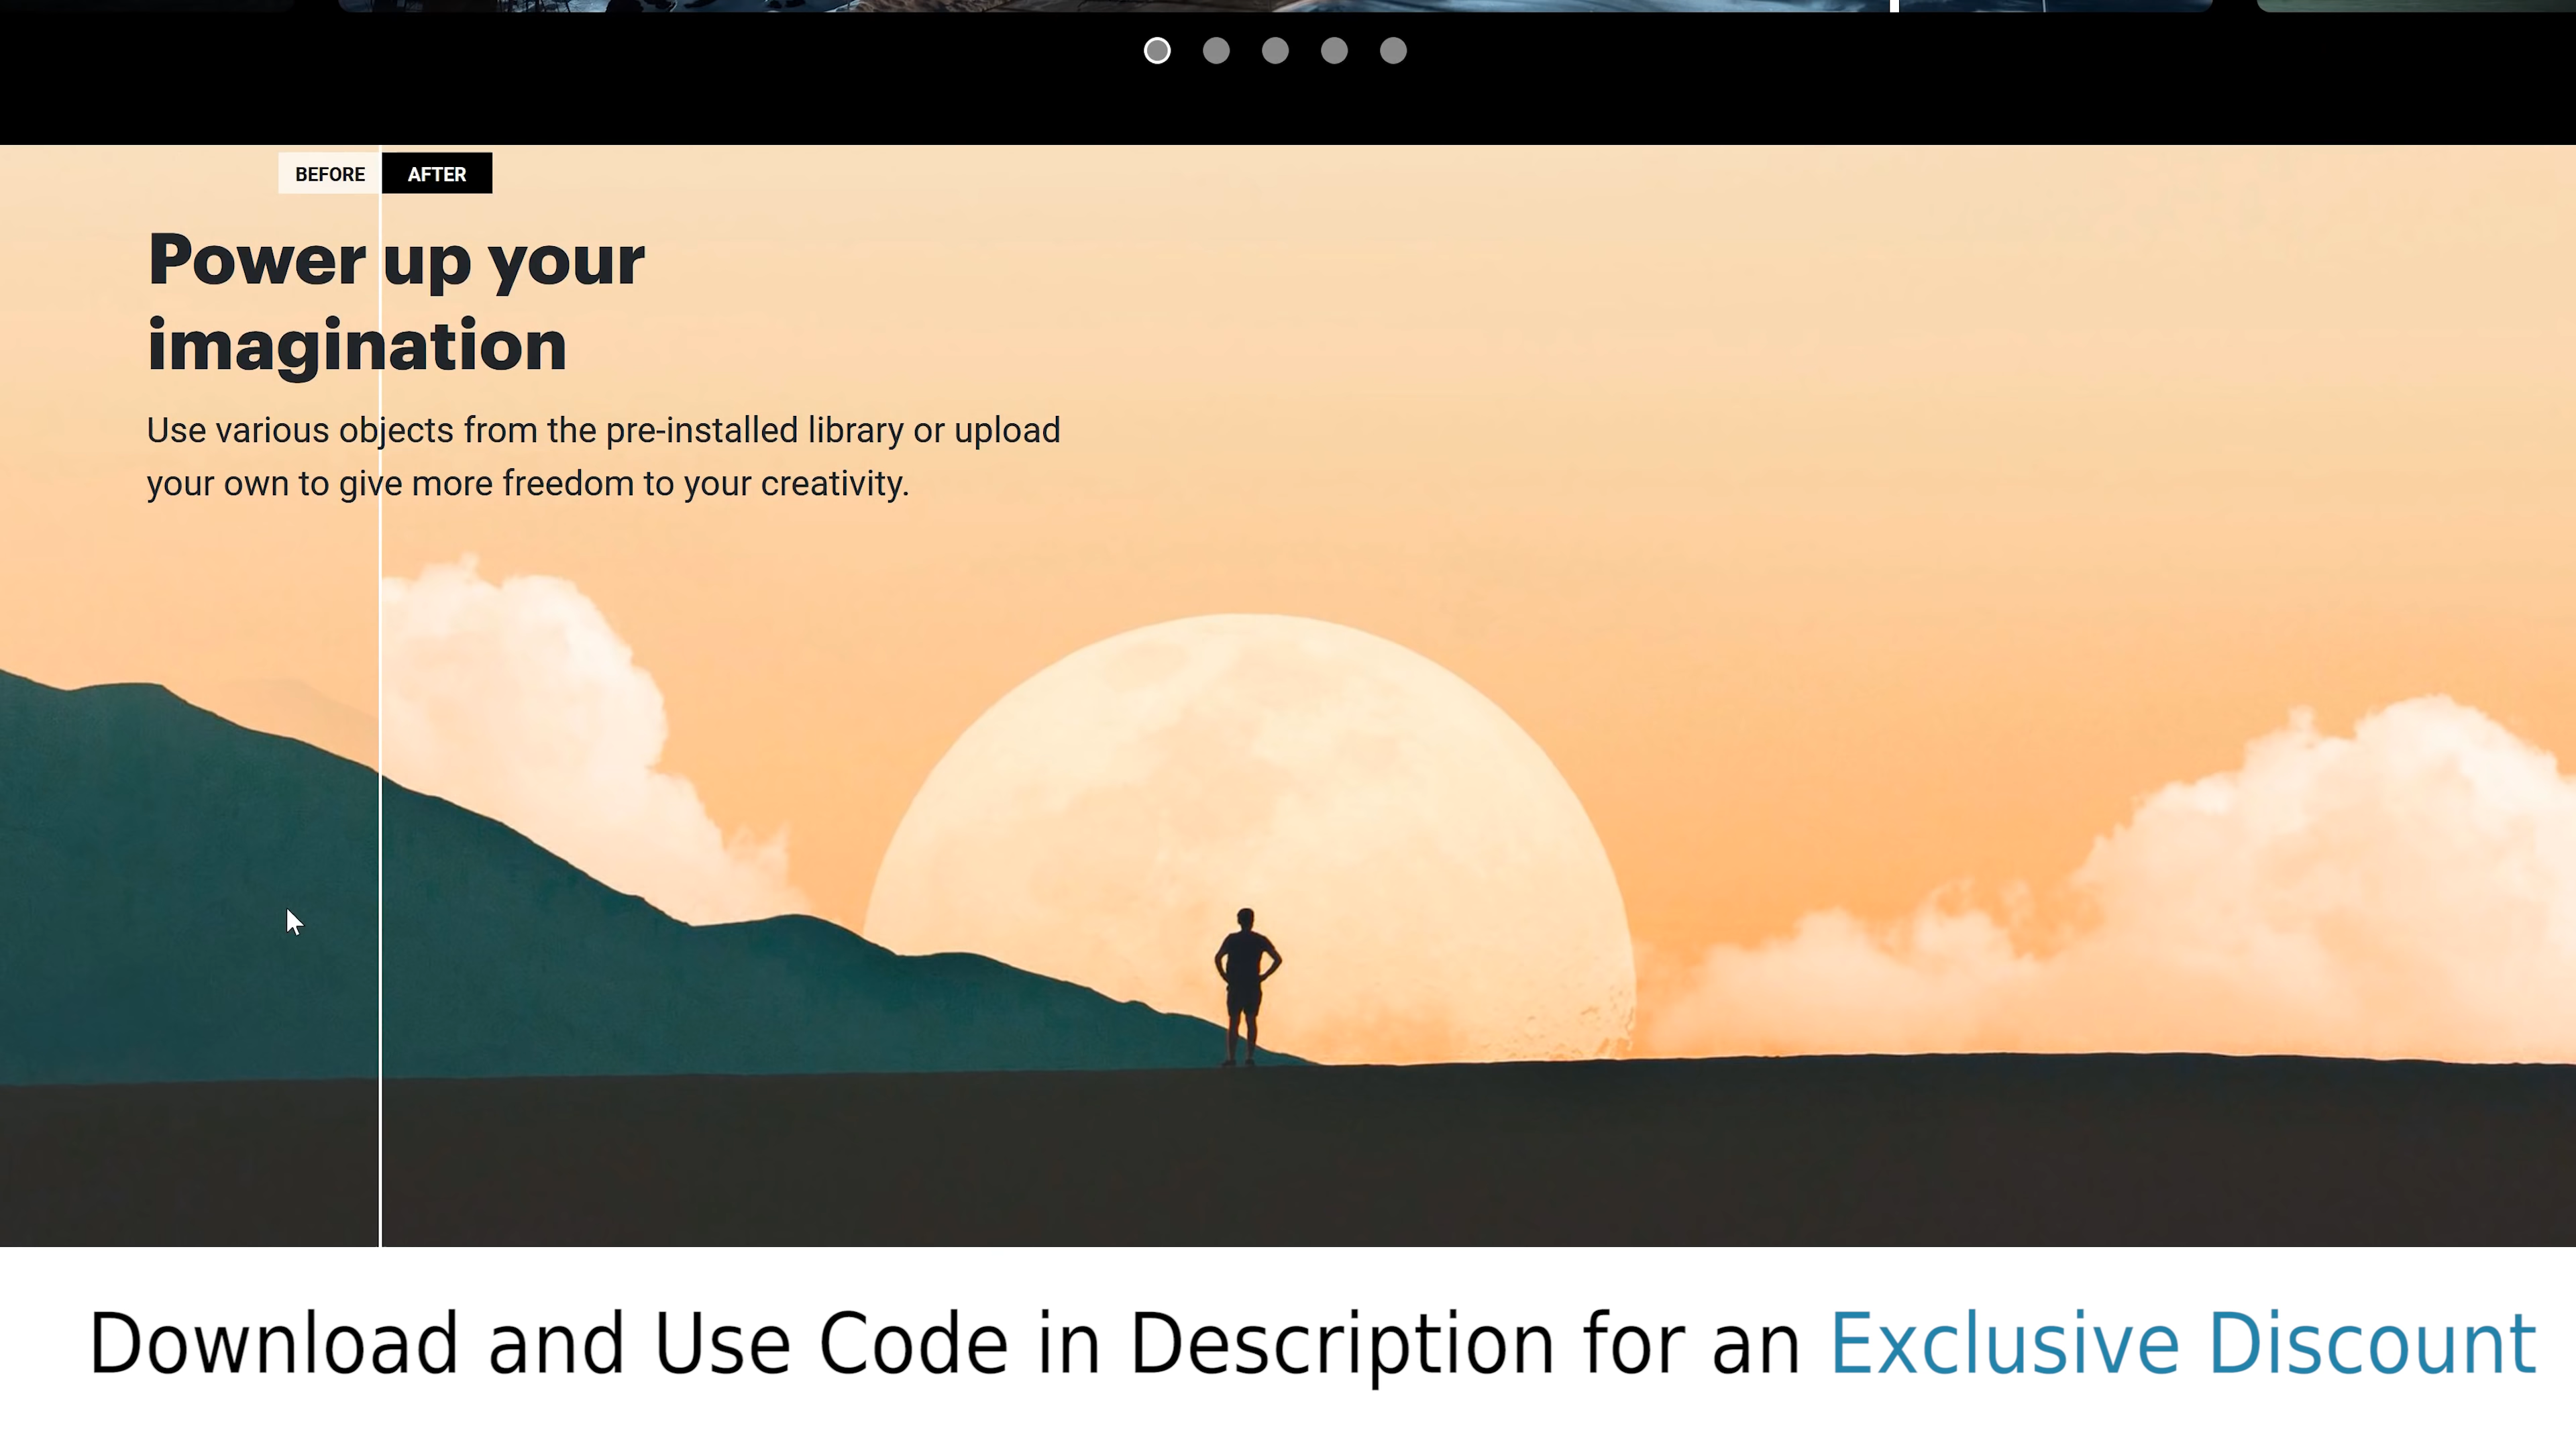 BEFORE AFTER
Power up your
imagination
Use various objects from the pre-installed library or upload
your own to give more freedom to your creativity.
Download and Use Code in Description for an Exclusive Discount